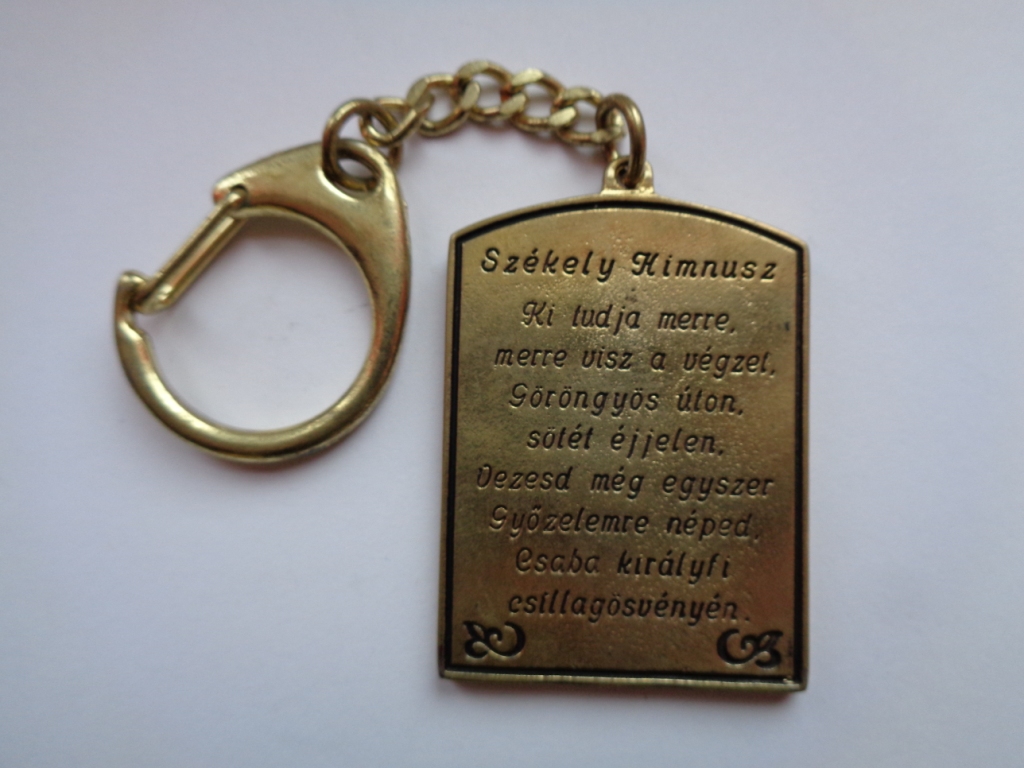 Székely Himnusz
Ki tudja merre,
merre visz a végzet,
Göröngyös úton,
sötét éjjelen.
Vezesd még egyszer
Győzelemre néped,
Csaba királyfi
csillagösvényén.